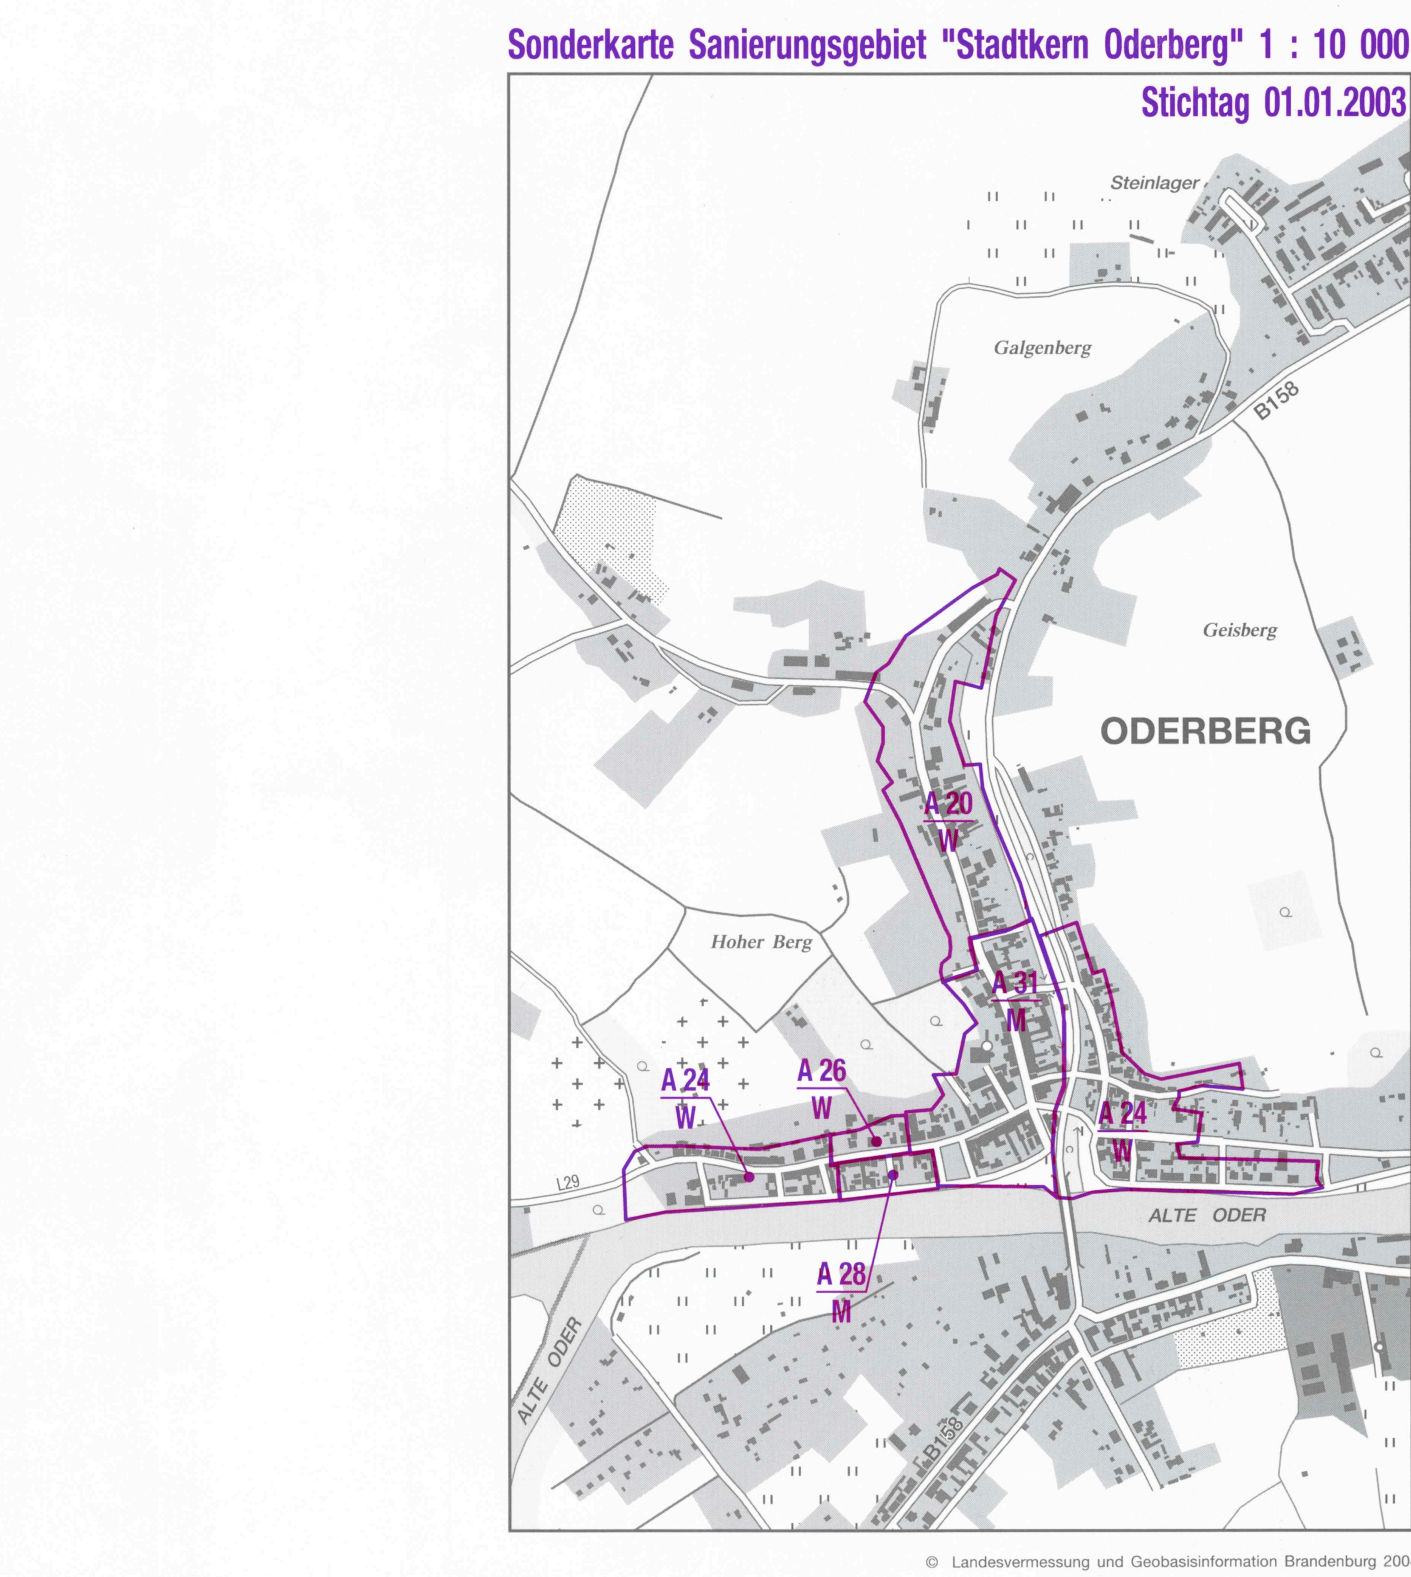 Sonderkarte Sanierungsgebiet "Stadtkern Oderberg" 1 : 10 000
Stichtag 01.01.2003
Steinlager
Galgenberg
B158
Geisberg
ODERBERG
A 20
W
Hoher Berg
A 31
M
A 26
W
A 24
W
A 24
W
L29
ALTE ODER
A 28
M
ALTE ODER
B158
© Landesvermessung und Geobasisinformation Brandenburg